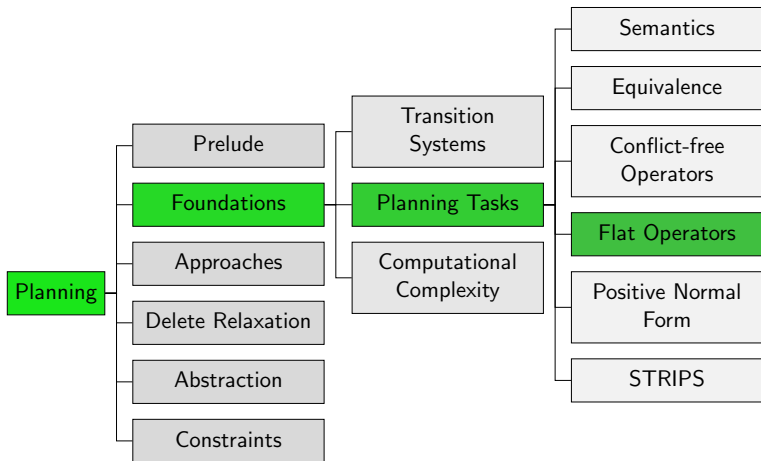 Planning
Prelude
Foundations
Approaches
Delete Relaxation
Abstraction
Constraints
Transition
Systems
Planning Tasks
Computational
Complexity
Semantics
Equivalence
Conflict-free
Operators
Flat Operators
Positive Normal
Form
STRIPS